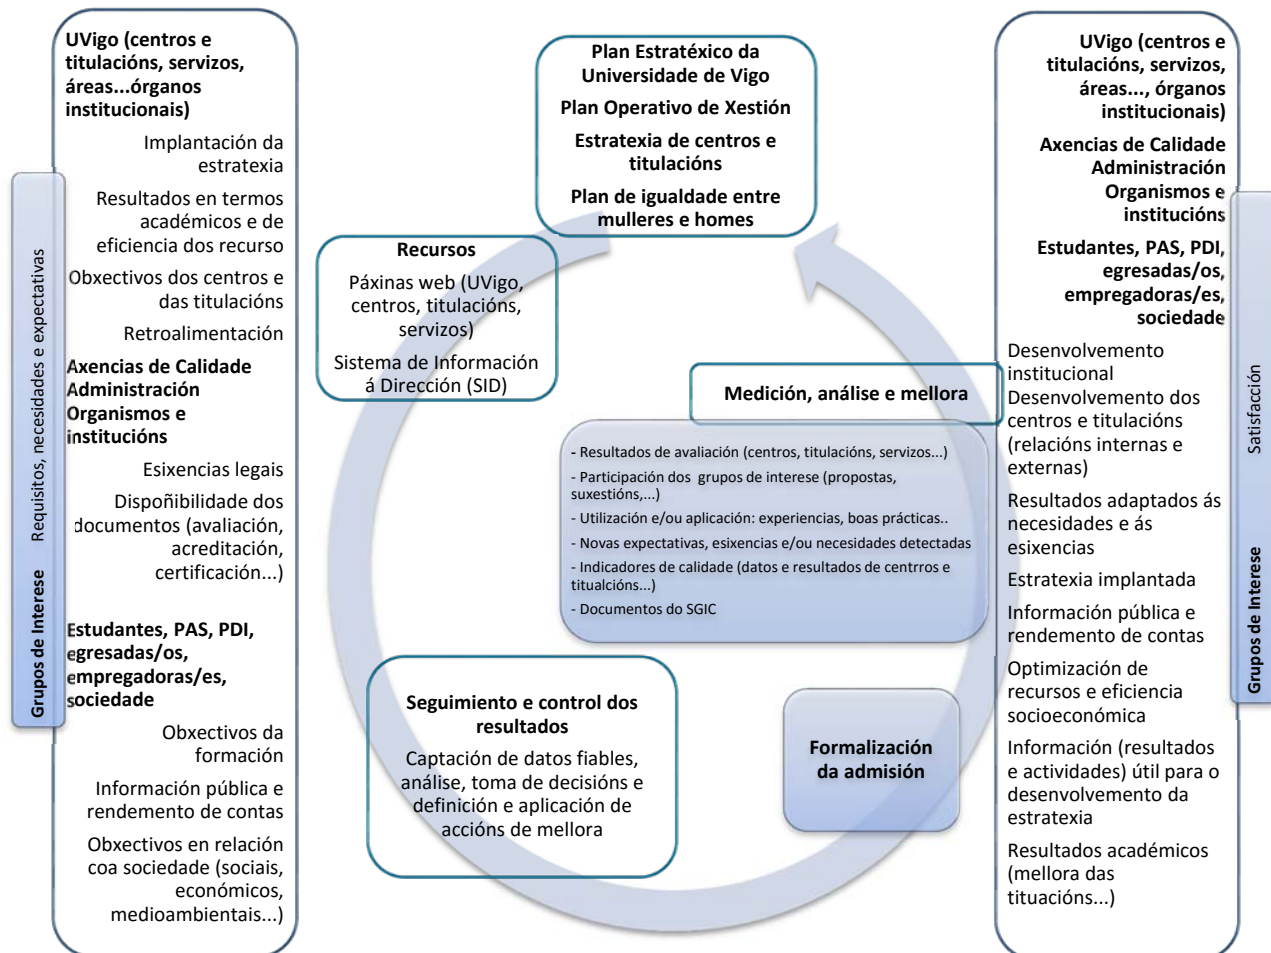 Grupos de Interese Requisitos, necesidades e expectativas
UVigo (centros e
titulacións, servizos,
áreas...órganos
institucionais)
Implantación da
estratexia
Resultados en termos
académicos e de
eficiencia dos recurso
Obxectivos dos centros e
das titulacións
Retroalimentación
Axencias de Calidade
Administración
Organismos e
institucións
Esixencias legais
Dispoñibilidade dos
documentos (avaliación,
acreditación,
certificación...)
Estudantes, PAS, PDI,
egresadas/os,
empregadoras/es,
sociedade
Obxectivos da
formación
Información pública e
rendemento de contas
Obxectivos en relación
coa sociedade (sociais,
económicos,
medioambientais...)
Plan Estratéxico da
Universidade de Vigo
Plan Operativo de Xestión
Estratexia de centros e
titulacións
Plan de igualdade entre
mulleres e homes
Recursos
Páxinas web (UVigo,
centros, titulacións,
servizos)
Sistema de Información
á Dirección (SID)
Medición, análise e mellora
- Resultados de avaliación (centros, titulacións, servizos...)
- Participación dos grupos de interese (propostas,
suxestións,...)
- Utilización e/ou aplicación: experiencias, boas prácticas..
- Novas expectativas, esixencias e/ou necesidades detectadas
- Indicadores de calidade (datos e resultados de centrros e
titualcións...)
- Documentos do SGIC
Seguimiento e control dos
resultados
Captación de datos fiables,
análise, toma de decisións e
definición e aplicación de
accións de mellora
Formalización
da admisión
UVigo (centros e
titulacións, servizos,
áreas..., órganos
institucionais)
Axencias de Calidade
Administración
Organismos e
institucións
Estudantes, PAS, PDI,
egresadas/os,
empregadoras/es,
sociedade
Desenvolvemento
institucional
Desenvolvemento dos
centros e titulacións
(relacións internas e
externas)
Resultados adaptados ás
necesidades e ás
esixencias
Estratexia implantada
Información pública e
rendemento de contas
Optimización de
recursos e eficiencia
socioeconómica
Información (resultados
e actividades) útil para o
desenvolvemento da
estratexia
Resultados académicos
(mellora das
tituacións...)
Grupos de Interese Satisfacción